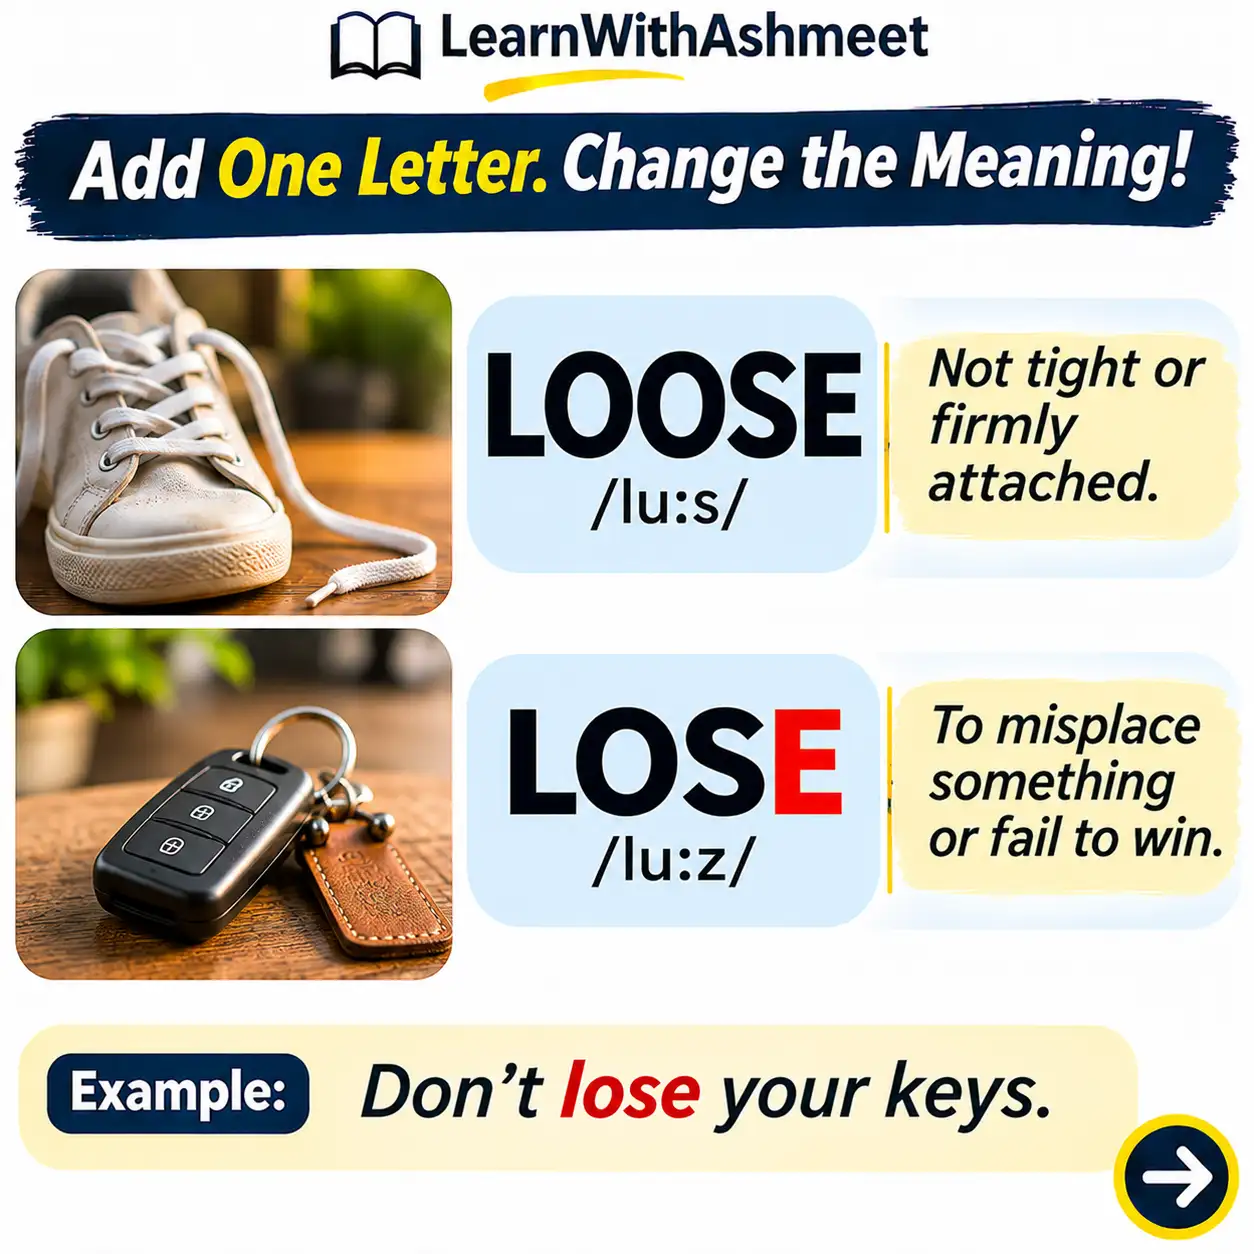 LearnWithAshmeet
Add One Letter. Change the Meaning!
LOOSE
/lu:s/
Not tight or
firmly
attached.
LOSE
/lu:z/
To misplace
something
or fail to win.
Example: Don't lose your keys.